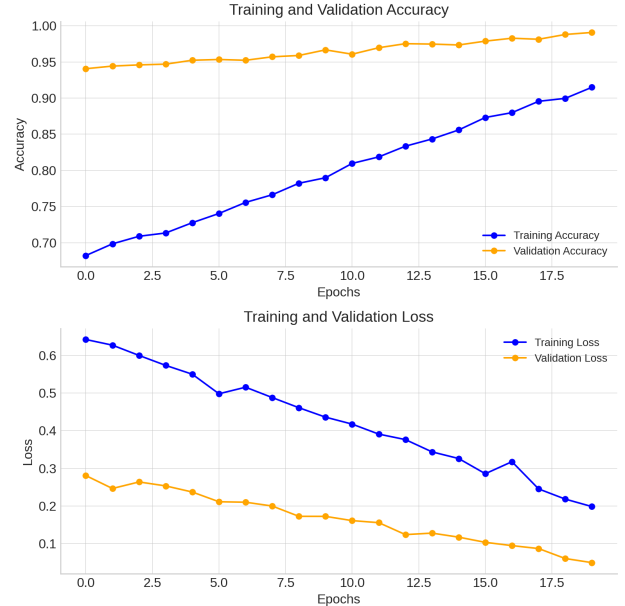 Training and Validation Accuracy
1.00
0.95
0.90
0.85
0.80
0.75
0.70
Accuracy
Training Accuracy
Validation Accuracy
0.0 2.5 5.0 7.5 10.0 12.5 15.0 17.5
Epochs
Training and Validation Loss
0.6
0.5
0.4
0.3
0.2
0.1
Loss
Training Loss
Validation Loss
0.0 2.5 5.0 7.5 10.0 12.5 15.0 17.5
Epochs